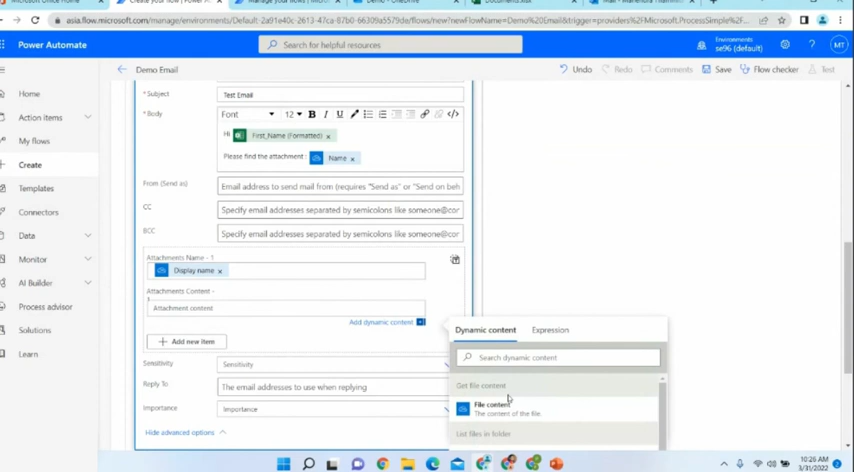 Microsoft Office Home
Create your flow | Power Au
Manage your flows | Micros
Demo - OneDrive
Documents.xlsx
Mail - Mahendra
asia.flow.microsoft.com/manage/environments/Default-2a91e40c-2613-47ca-87b0-66309a5579de/flows/new?newFlowName=Demo%20Email&trigger=providers/Microsoft.ProcessSimple/...
Power Automate
Search for helpful resources
Environments
se96 (default)
MT
Demo Email
Undo
Redo
Comments
Save
Flow checker
Test
Home
Action items
My flows
Create
Templates
Connectors
Data
Monitor
AI Builder
Process advisor
Solutions
Learn
* Subject
Test Email
* Body
Font
12
B
I
U
</>
Hi First_Name (Formatted) ×
Please find the attachment : Name ×
From (Send as)
Email address to send mail from (requires "Send as" or "Send on beh
CC
Specify email addresses separated by semicolons like someone@cor
BCC
Specify email addresses separated by semicolons like someone@cor
Attachments Name - 1
Display name ×
Attachments Content -
1
Attachment content
Add dynamic content
+ Add new item
Sensitivity
Sensitivity
Reply To
The email addresses to use when replying
Importance
Importance
Hide advanced options
Dynamic content
Expression
Search dynamic content
Get file content
File content
The content of the file.
List files in folder
10:26 AM
3/31/2022